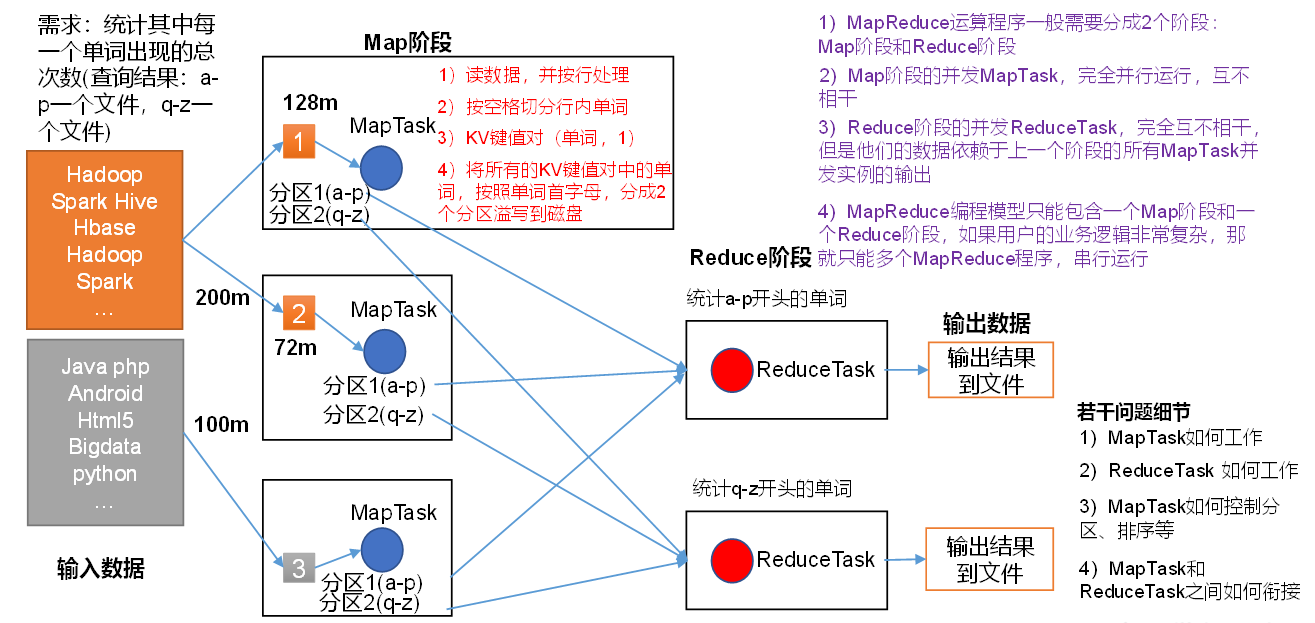 需求：统计其中每
一个单词出现的总
次数(查询结果：a-
p一个文件，q-z一
个文件)
Hadoop
Spark Hive
Hbase
Hadoop
Spark
…
200m
Java php
Android
Html5
Bigdata
python
…
100m
输入数据
Map阶段
128m
1
MapTask
分区1(a-p)
分区2(q-z)
1）读数据，并按行处理
2）按空格切分行内单词
3）KV键值对（单词，1）
4）将所有的KV键值对中的单
词，按照单词首字母，分成2
个分区溢写到磁盘
2
72m
MapTask
分区1(a-p)
分区2(q-z)
3
MapTask
分区1(a-p)
分区2(q-z)
Reduce阶段
统计a-p开头的单词
ReduceTask
统计q-z开头的单词
ReduceTask
输出数据
输出结果
到文件
输出结果
到文件
1）MapReduce运算程序一般需要分成2个阶段：
Map阶段和Reduce阶段
2）Map阶段的并发MapTask，完全并行运行，互不
相干
3）Reduce阶段的并发ReduceTask，完全互不相干，
但是他们的数据依赖于上一个阶段的所有MapTask并
发实例的输出
4）MapReduce编程模型只能包含一个Map阶段和一
个Reduce阶段，如果用户的业务逻辑非常复杂，那
就只能多个MapReduce程序，串行运行
若干问题细节
1）MapTask如何工作
2）ReduceTask 如何工作
3）MapTask如何控制分
区、排序等
4）MapTask和
ReduceTask之间如何衔接